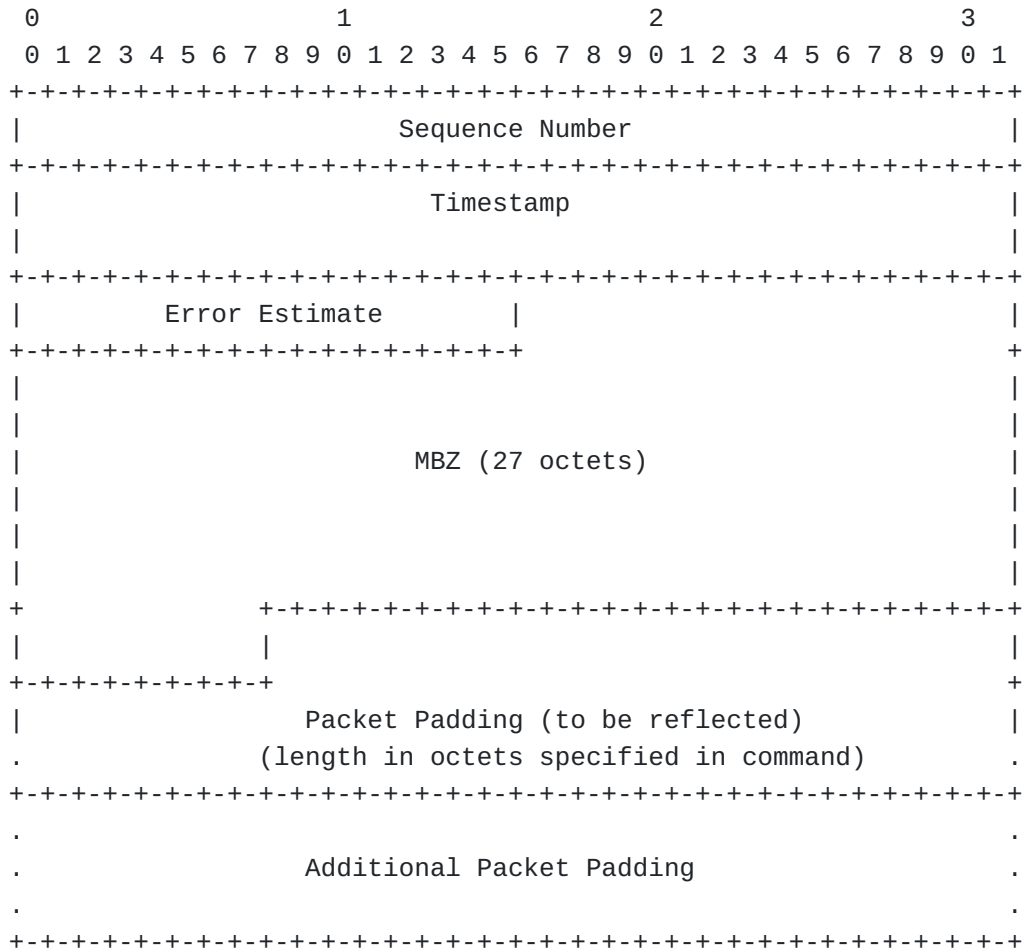 0                   1                   2                   3
 0 1 2 3 4 5 6 7 8 9 0 1 2 3 4 5 6 7 8 9 0 1 2 3 4 5 6 7 8 9 0 1
+-+-+-+-+-+-+-+-+-+-+-+-+-+-+-+-+-+-+-+-+-+-+-+-+-+-+-+-+-+-+-+-+
|                        Sequence Number                        |
+-+-+-+-+-+-+-+-+-+-+-+-+-+-+-+-+-+-+-+-+-+-+-+-+-+-+-+-+-+-+-+-+
|                          Timestamp                            |
|                                                               |
+-+-+-+-+-+-+-+-+-+-+-+-+-+-+-+-+-+-+-+-+-+-+-+-+-+-+-+-+-+-+-+-+
|         Error Estimate        |                               |
+-+-+-+-+-+-+-+-+-+-+-+-+-+-+-+-+                               +
|                                                               |
|                                                               |
|                         MBZ (27 octets)                       |
|                                                               |
|                                                               |
|                                                               |
+               +-+-+-+-+-+-+-+-+-+-+-+-+-+-+-+-+-+-+-+-+-+-+-+-+
|               |                                               |
+-+-+-+-+-+-+-+-+                                               +
|                  Packet Padding (to be reflected)             |
.               (length in octets specified in command)         .
+-+-+-+-+-+-+-+-+-+-+-+-+-+-+-+-+-+-+-+-+-+-+-+-+-+-+-+-+-+-+-+-+
.                                                               .
.                  Additional Packet Padding                    .
.                                                               .
+-+-+-+-+-+-+-+-+-+-+-+-+-+-+-+-+-+-+-+-+-+-+-+-+-+-+-+-+-+-+-+-+